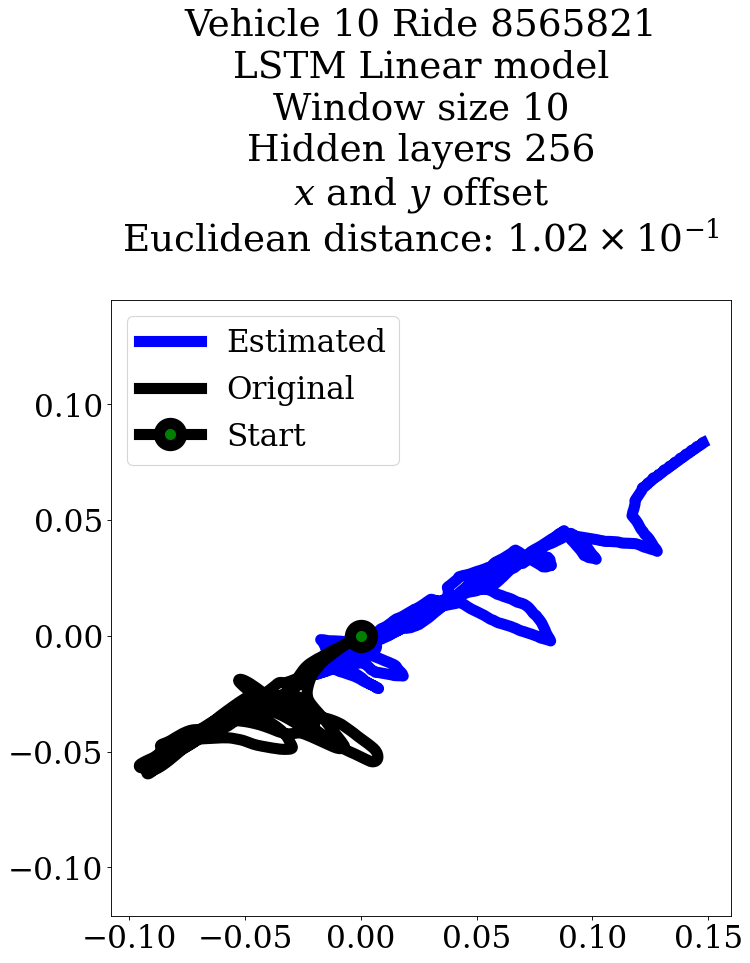 Vehicle 10 Ride 8565821
LSTM Linear model
Window size 10
Hidden layers 256
x and y offset
Euclidean distance: 1.02 × 10⁻¹
Estimated
Original
Start
0.10
0.05
0.00
−0.05
−0.10
−0.10 −0.05 0.00 0.05 0.10 0.15